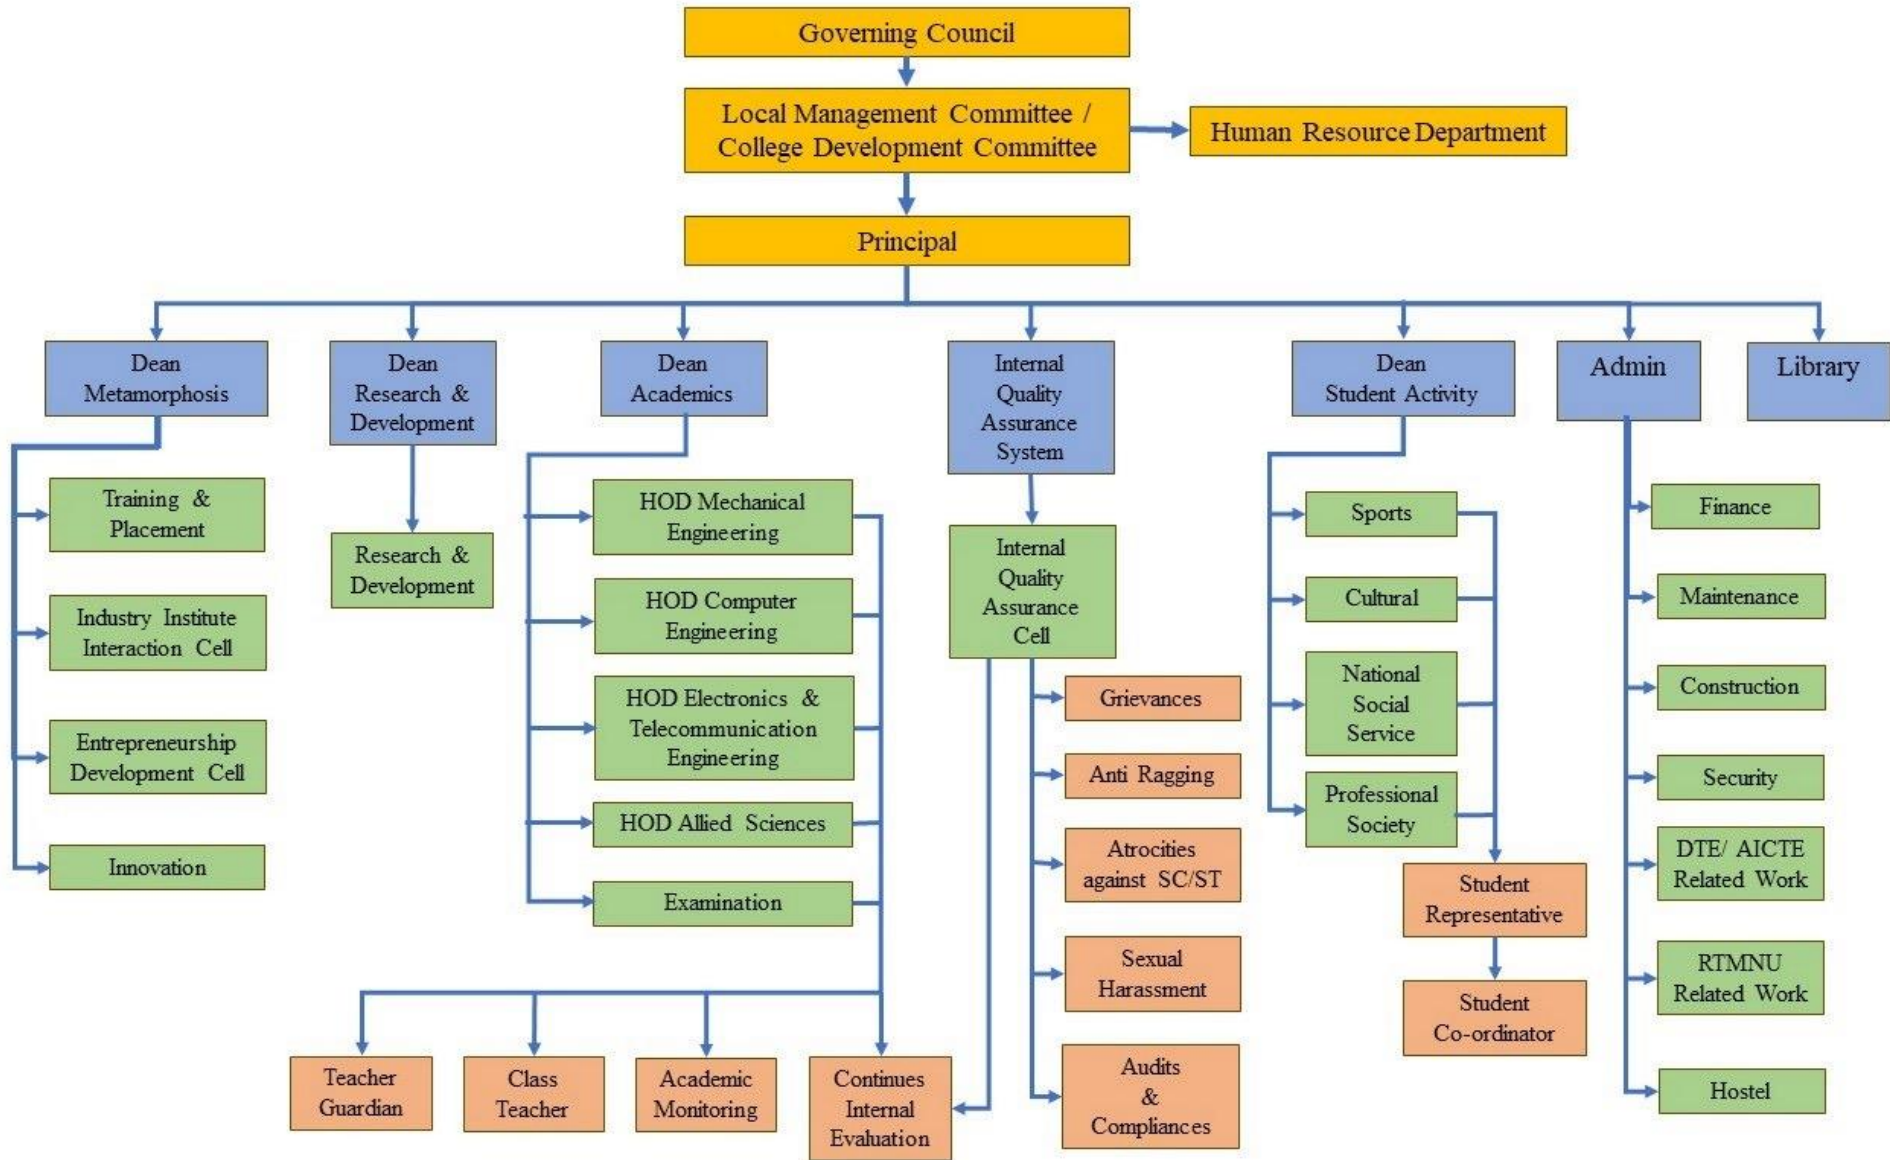 Governing Council
Local Management Committee /
College Development Committee
Human Resource Department
Principal
Dean
Metamorphosis
Dean
Research &
Development
Dean
Academics
Internal
Quality
Assurance
System
Dean
Student Activity
Admin
Library
Training &
Placement
Industry Institute
Interaction Cell
Entrepreneurship
Development Cell
Innovation
Research &
Development
HOD Mechanical
Engineering
HOD Computer
Engineering
HOD Electronics &
Telecommunication
Engineering
HOD Allied Sciences
Examination
Teacher
Guardian
Class
Teacher
Academic
Monitoring
Continues
Internal
Evaluation
Internal
Quality
Assurance
Cell
Grievances
Anti Ragging
Atrocities
against SC/ST
Sexual
Harassment
Audits
&
Compliances
Sports
Cultural
National
Social
Service
Professional
Society
Student
Representative
Student
Co-ordinator
Finance
Maintenance
Construction
Security
DTE/ AICTE
Related Work
RTMNU
Related Work
Hostel